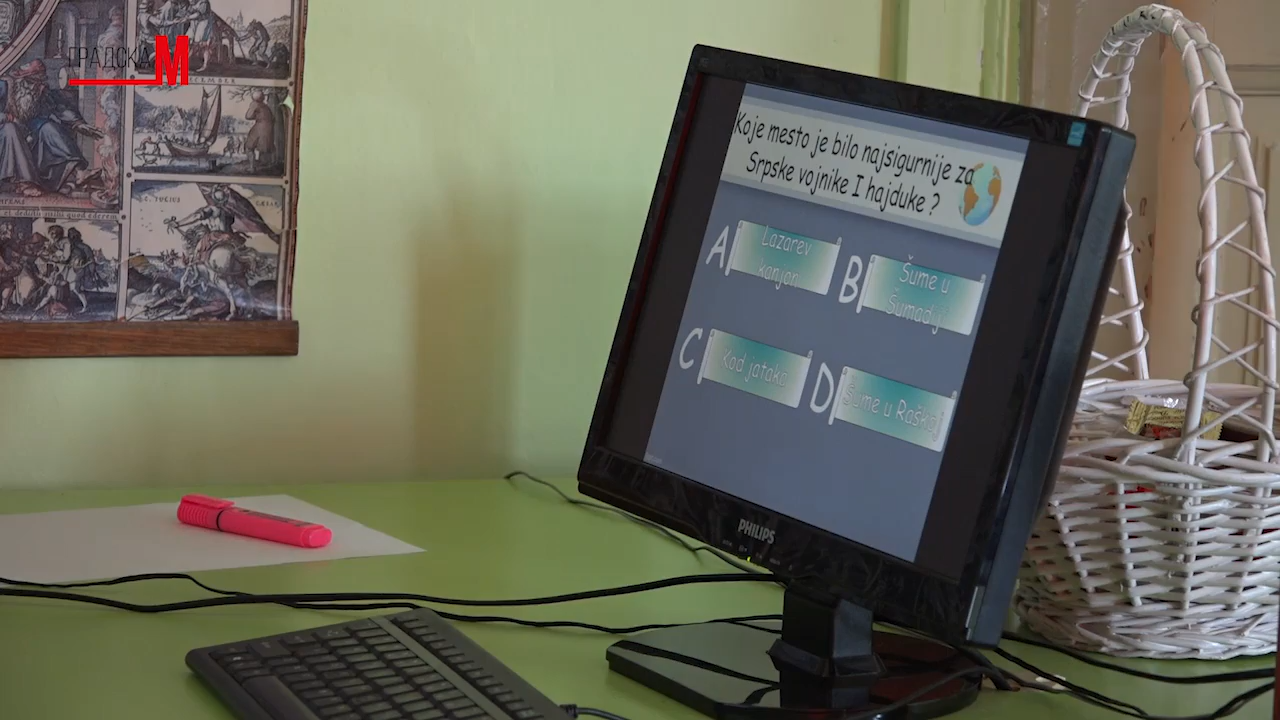 ГРАДСКА М
Koje mesto je bilo najsigurnije za
Srpske vojnike I hajduke ?
A Lazarev
kanjon
B Šume u
Šumadiji
C Kod jataka
D Šume u Raškoj
PHILIPS